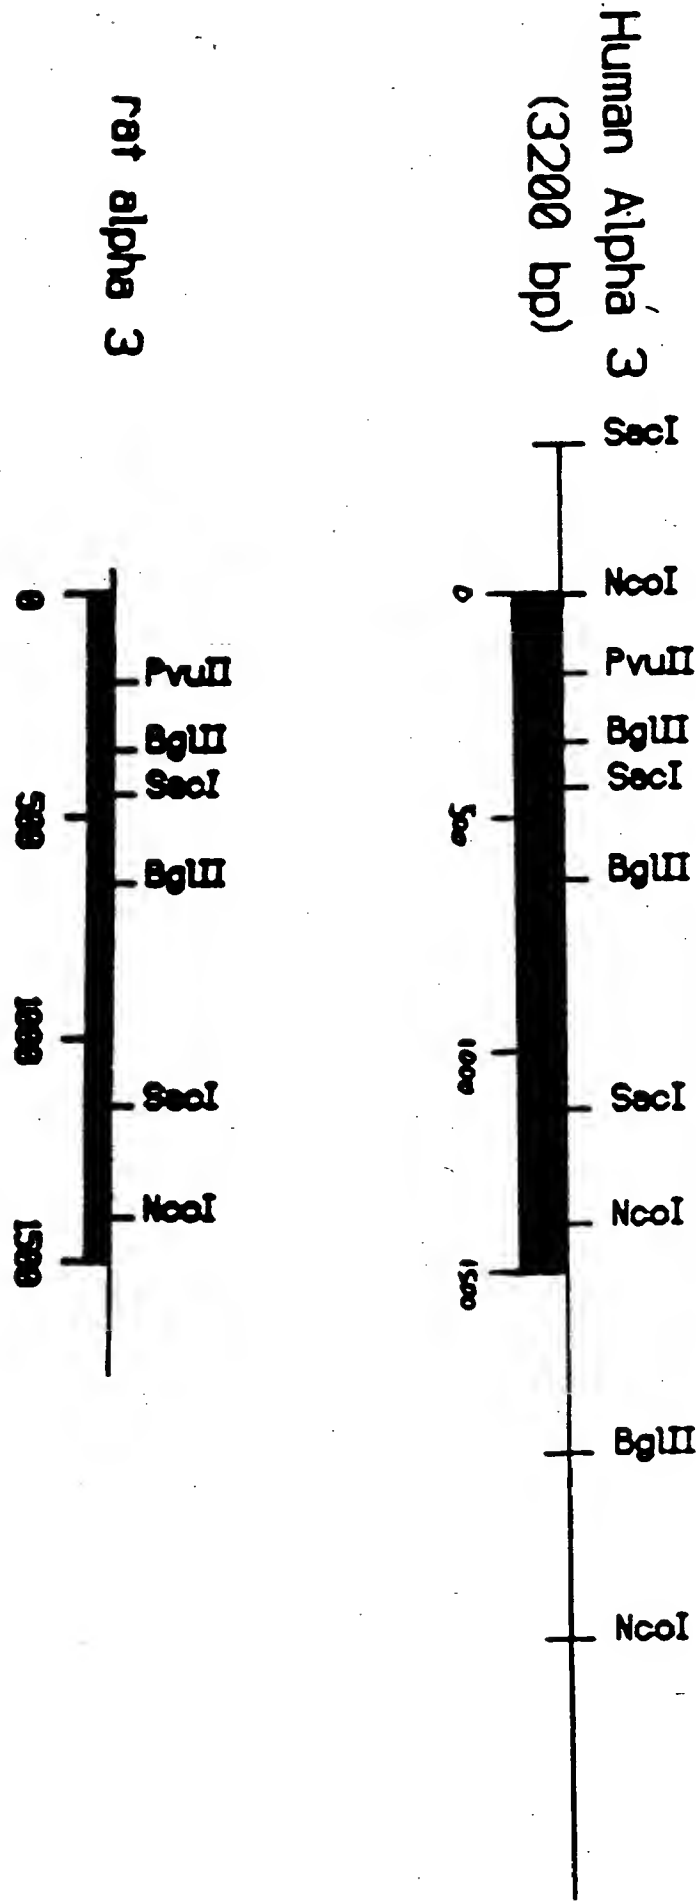 Human Alpha 3
(3200 bp)
SacI
NcoI
PvuII
BglII
SacI
BglII
SacI
NcoI
BglII
NcoI
0
500
1000
1500
rat alpha 3
PvuII
BglII
SacI
BglII
SacI
NcoI
0
500
1000
1500